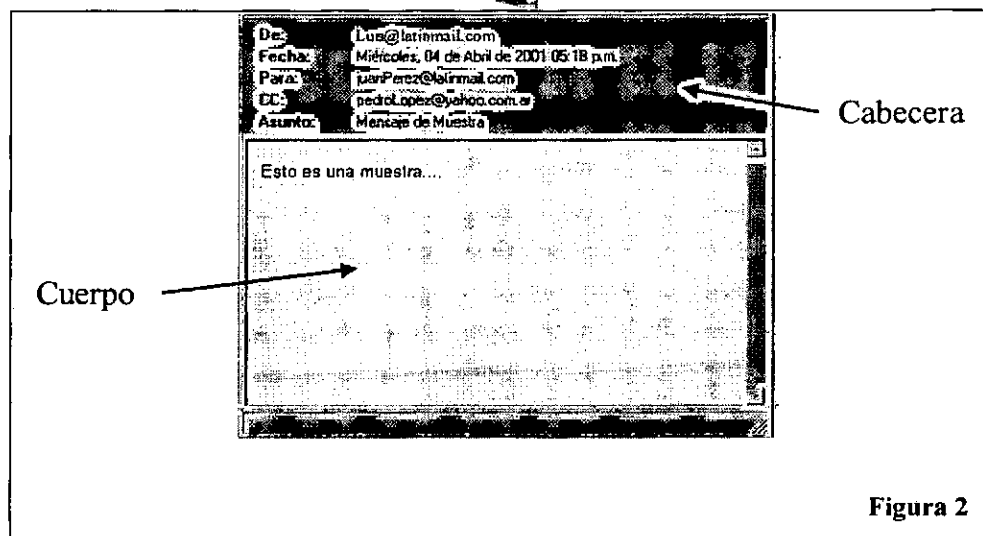 De: Luis@latinmail.com
Fecha: Miércoles, 04 de Abril de 2001 05:18 p.m.
Para: juanPerez@latinmail.com
CC: pedroLopez@yahoo.com.ar
Asunto: Mensaje de Muestra
Cabecera
Esto es una muestra....
Cuerpo
Figura 2